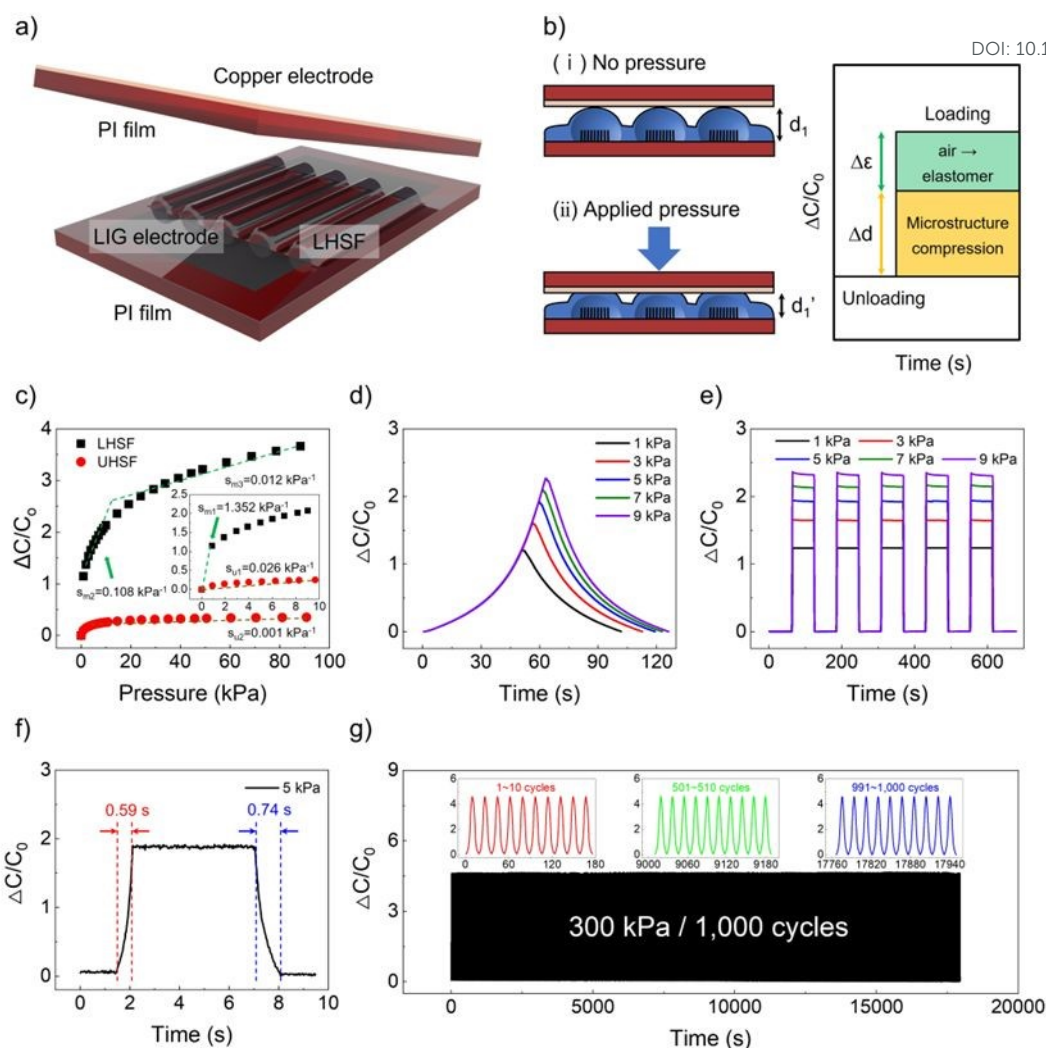 a)
Copper electrode
PI film
LIG electrode
LHSF
PI film
b)
DOI: 10.1
(ⅰ) No pressure
d₁
(ⅱ) Applied pressure
d₁'
ΔC/C₀
Δε
Δd
Loading
air →
elastomer
Microstructure
compression
Unloading
Time (s)
c)
ΔC/C₀
4
3
2
1
0
LHSF
UHSF
sₘ₃=0.012 kPa⁻¹
2.5
2.0
1.5
1.0
0.5
0.0
sₘ₁=1.352 kPa⁻¹
sᵤ₁=0.026 kPa⁻¹
0 2 4 6 8 10
sₘ₂=0.108 kPa⁻¹
sᵤ₂=0.001 kPa⁻¹
0 20 40 60 80 100
Pressure (kPa)
d)
△C/C₀
3
2
1
0
1 kPa
3 kPa
5 kPa
7 kPa
9 kPa
0 30 60 90 120
Time (s)
e)
△C/C₀
3
2
1
0
1 kPa 3 kPa
5 kPa 7 kPa 9 kPa
0 200 400 600
Time (s)
f)
△C/C₀
3
2
1
0
5 kPa
0.59 s
0.74 s
0 2 4 6 8 10
Time (s)
g)
△C/C₀
9
6
3
0
6
4
2
0
1~10 cycles
0 60 120 180
6
4
2
0
501~510 cycles
9000 9060 9120 9180
6
4
2
0
991~1,000 cycles
17760 17820 17880 17940
300 kPa / 1,000 cycles
0 5000 10000 15000 20000
Time (s)